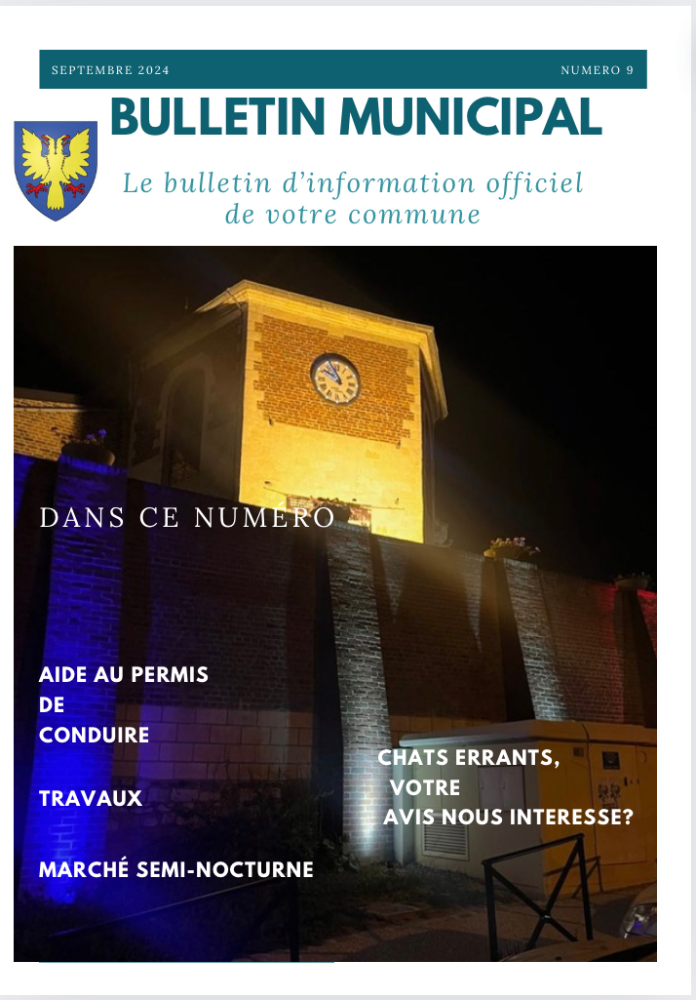 SEPTEMBRE 2024
NUMERO 9
BULLETIN MUNICIPAL
Le bulletin d’information officiel
de votre commune
DANS CE NUMÉRO
AIDE AU PERMIS
DE
CONDUIRE
TRAVAUX
MARCHÉ SEMI-NOCTURNE
CHATS ERRANTS,
VOTRE
AVIS NOUS INTERESSE?